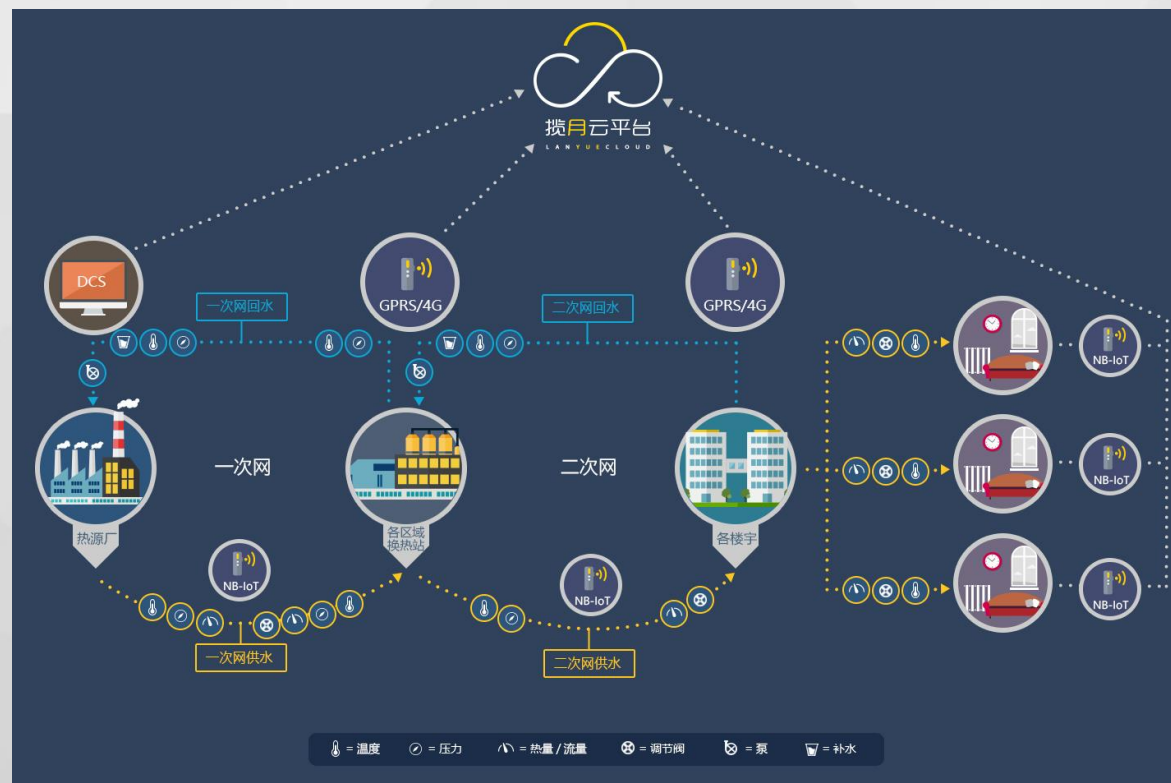 揽月云平台
LANYUECLOUD
DCS
GPRS/4G
GPRS/4G
一次网回水
二次网回水
NB-IoT
一次网
二次网
NB-IoT
热源厂
各区域
换热站
各楼宇
NB-IoT
NB-IoT
NB-IoT
一次网供水
二次网供水
= 温度
= 压力
= 热量 / 流量
= 调节阀
= 泵
= 补水